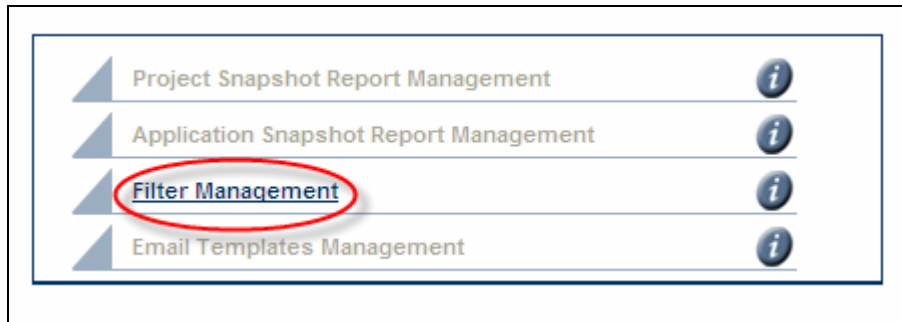 Project Snapshot Report Management i
Application Snapshot Report Management i
Filter Management i
Email Templates Management i